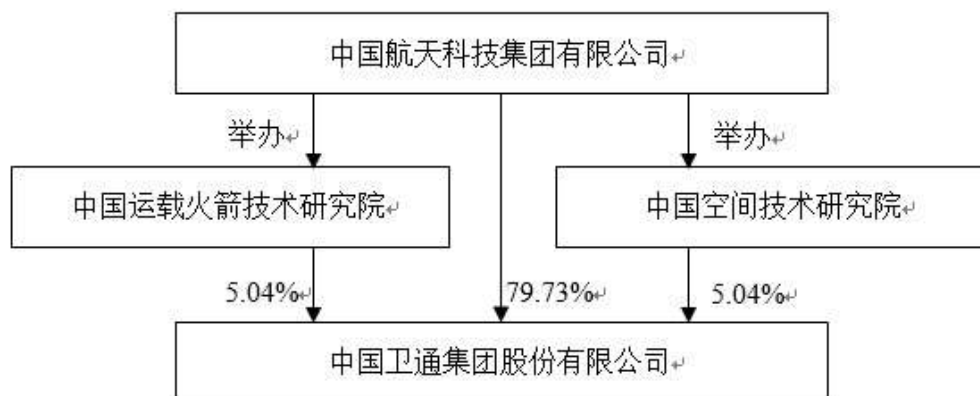 中国航天科技集团有限公司
举办
举办
中国运载火箭技术研究院
中国空间技术研究院
5.04%
79.73%
5.04%
中国卫通集团股份有限公司